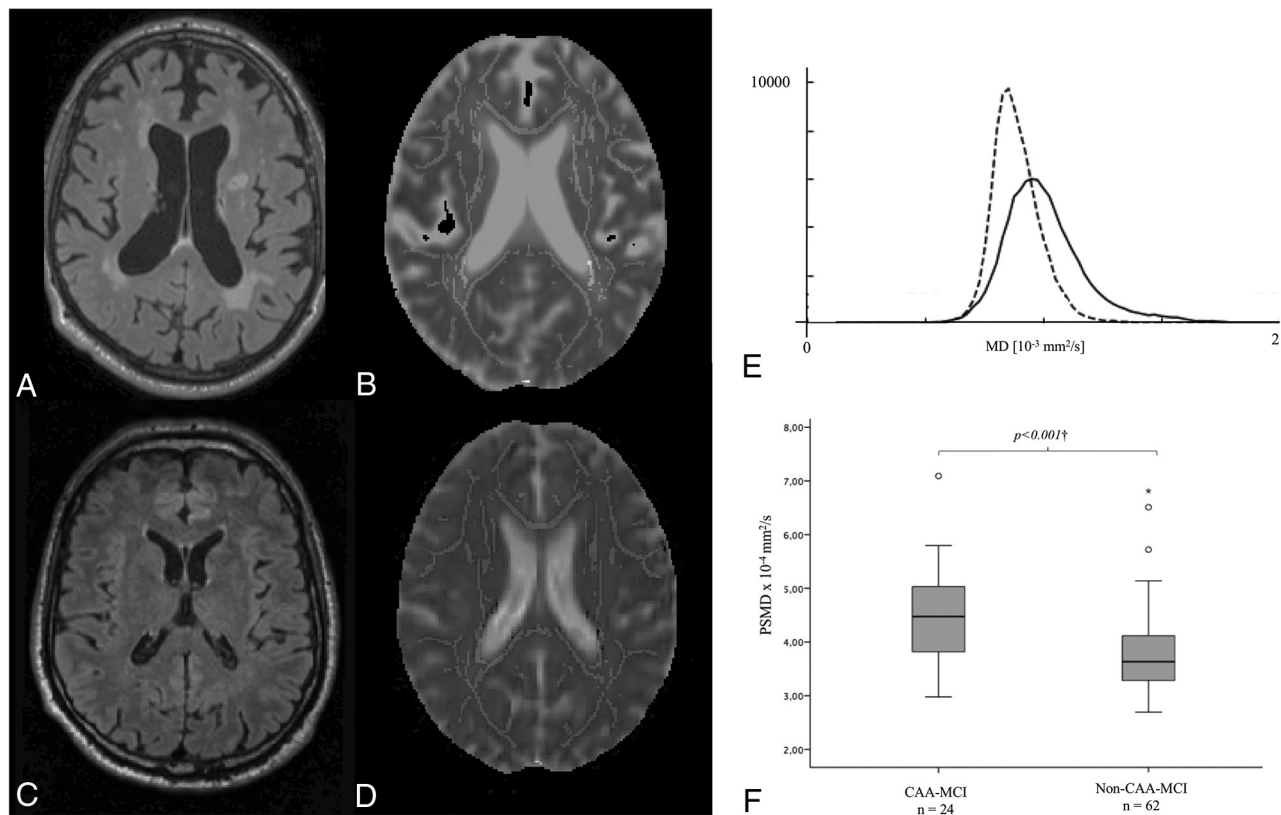 A
B
C
D
10000
0
2
MD [10-3 mm2/s]
E
p<0.001†
8,00
7,00
6,00
5,00
4,00
3,00
2,00
PSMD x 10-4 mm2/s
*
CAA-MCI
n = 24
Non-CAA-MCI
n = 62
F